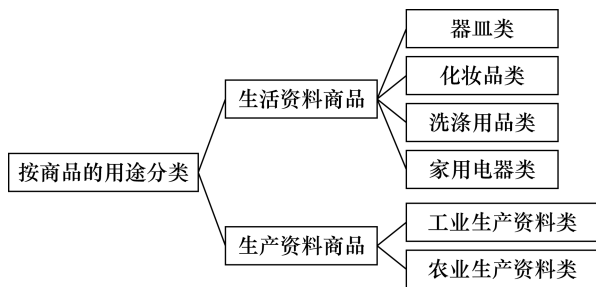 按商品的用途分类
生活资料商品
器皿类
化妆品类
洗涤用品类
家用电器类
生产资料商品
工业生产资料类
农业生产资料类